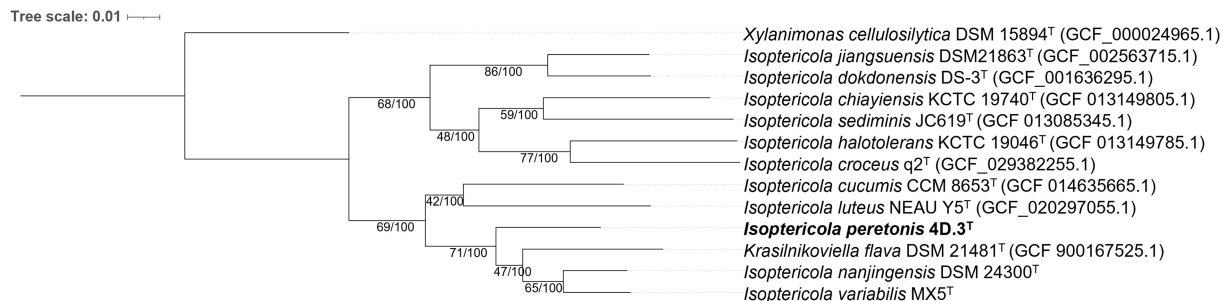 Tree scale: 0.01
Xylanimonas cellulosilytica DSM 15894ᵀ (GCF_000024965.1)
Isoptericola jiangsuensis DSM21863ᵀ (GCF_002563715.1)
86/100
Isoptericola dokdonensis DS-3ᵀ (GCF_001636295.1)
68/100
Isoptericola chiayiensis KCTC 19740ᵀ (GCF 013149805.1)
59/100
Isoptericola sediminis JC619ᵀ (GCF 013085345.1)
48/100
Isoptericola halotolerans KCTC 19046ᵀ (GCF 013149785.1)
77/100
Isoptericola croceus q2ᵀ (GCF_029382255.1)
Isoptericola cucumis CCM 8653ᵀ (GCF 014635665.1)
42/100
Isoptericola luteus NEAU Y5ᵀ (GCF_020297055.1)
69/100
Isoptericola peretonis 4D.3ᵀ
71/100
Krasilnikoviella flava DSM 21481ᵀ (GCF 900167525.1)
47/100
Isoptericola nanjingensis DSM 24300ᵀ
65/100
Isoptericola variabilis MX5ᵀ